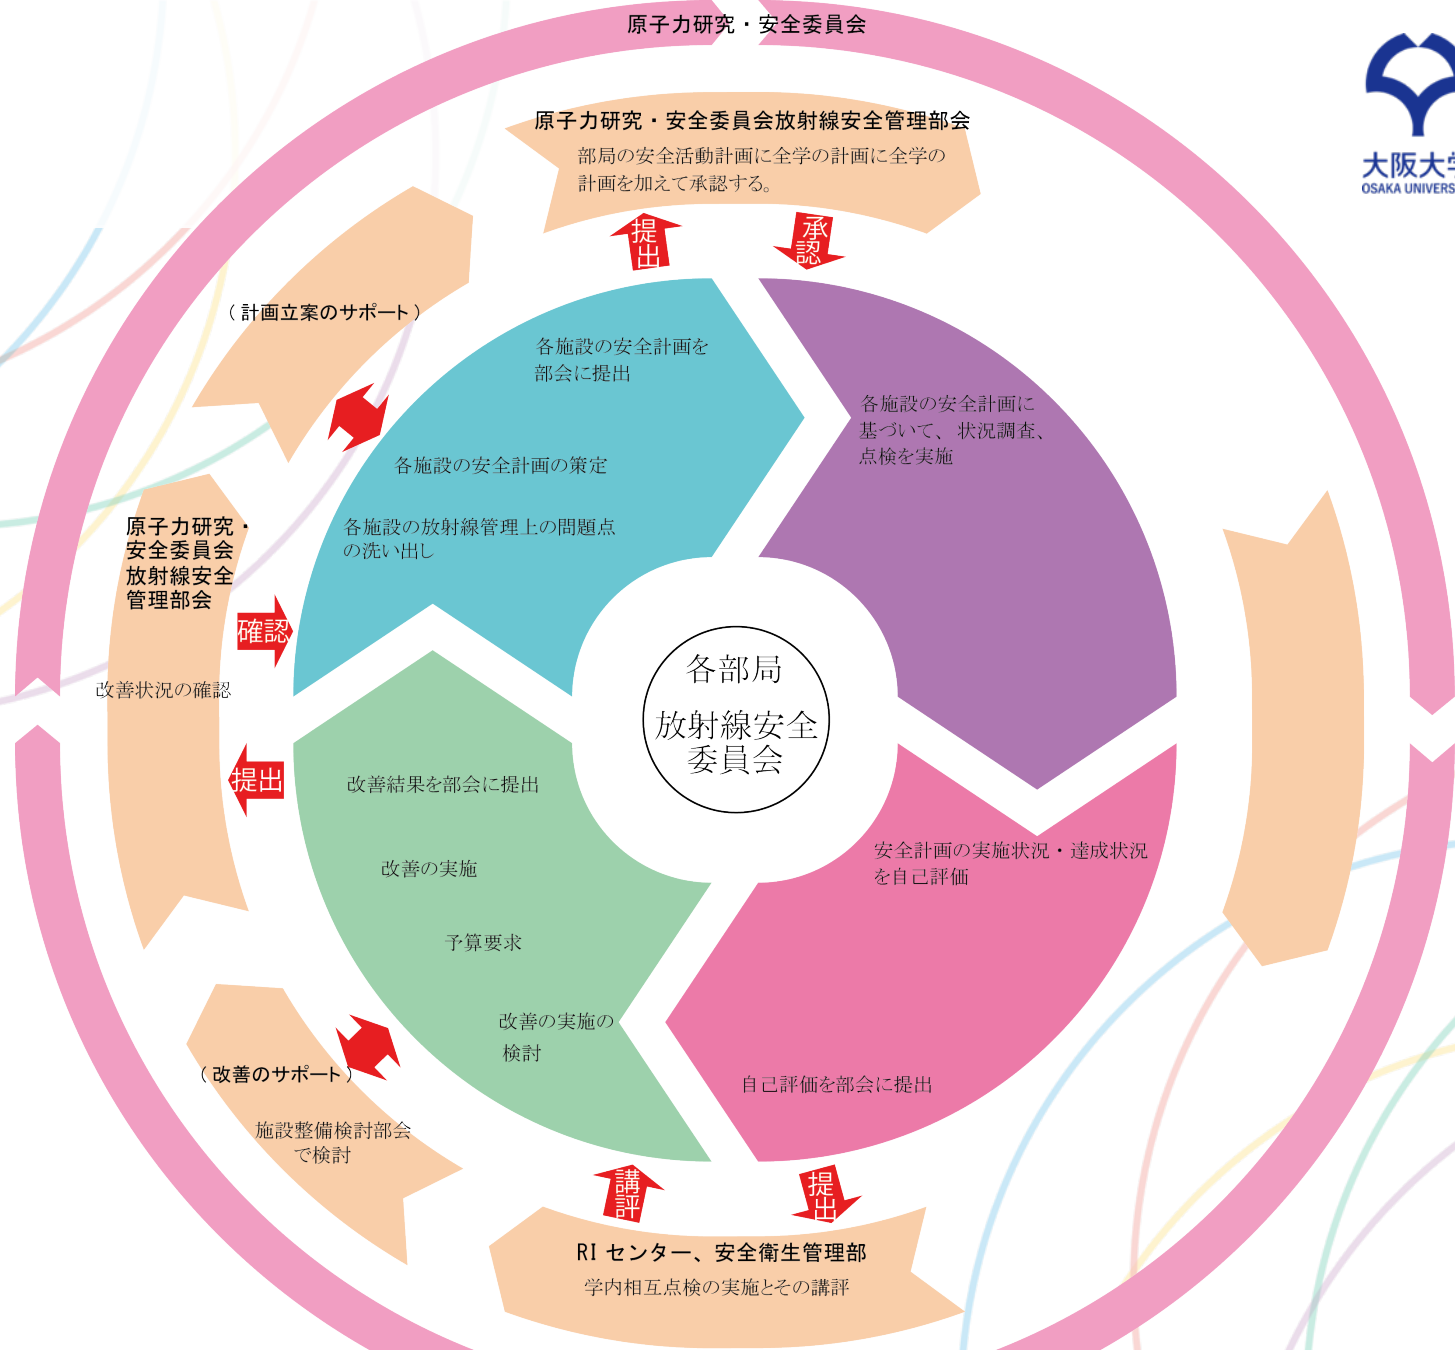 原子力研究・安全委員会
大阪大学
OSAKA UNIVERS
原子力研究・安全委員会放射線安全管理部会
部局の安全活動計画に全学の計画に全学の
計画を加えて承認する。
提出
承認
（計画立案のサポート）
各施設の安全計画を
部会に提出
各施設の安全計画の策定
各施設の放射線管理上の問題点
の洗い出し
各施設の安全計画に
基づいて、状況調査、
点検を実施
原子力研究・
安全委員会
放射線安全
管理部会
確認
改善状況の確認
提出
各部局
放射線安全
委員会
改善結果を部会に提出
改善の実施
予算要求
改善の実施の
検討
安全計画の実施状況・達成状況
を自己評価
自己評価を部会に提出
（改善のサポート）
施設整備検討部会
で検討
講評
提出
RI センター、安全衛生管理部
学内相互点検の実施とその講評